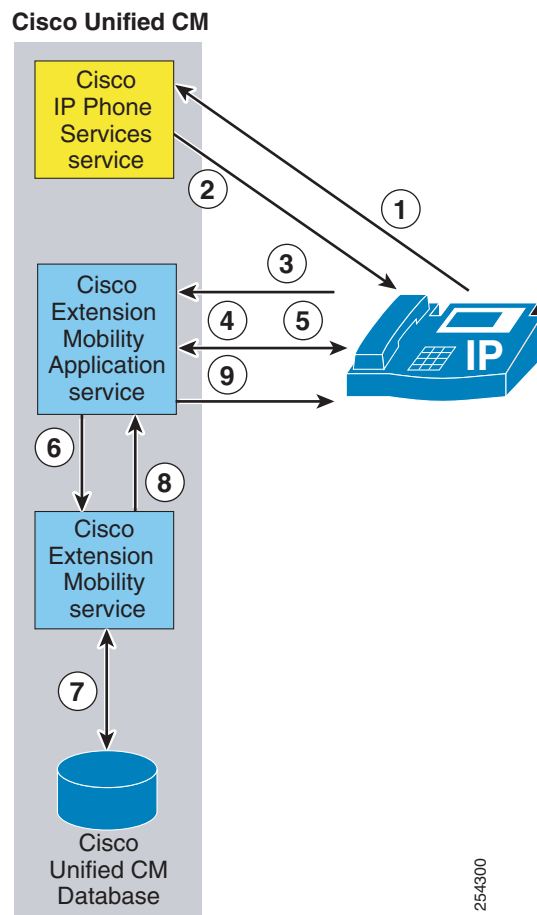 Cisco Unified CM
Cisco
IP Phone
Services
service
1
2
3
Cisco
Extension
Mobility
Application
service
4
5
9
IP
6
8
Cisco
Extension
Mobility
service
7
Cisco
Unified CM
Database
254300